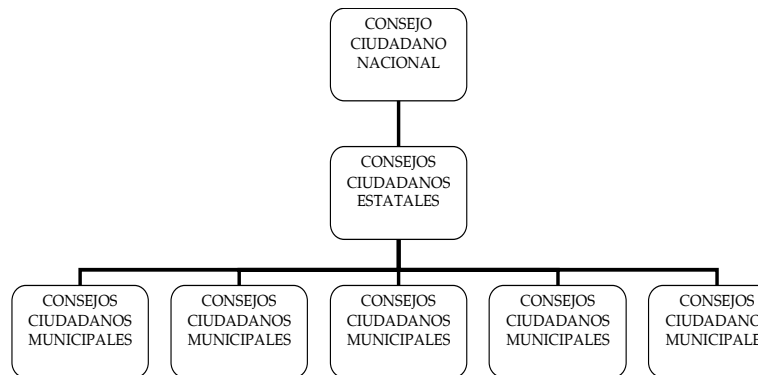 CONSEJO
CIUDADANO
NACIONAL
CONSEJOS
CIUDADANOS
ESTATALES
CONSEJOS
CIUDADANOS
MUNICIPALES
CONSEJOS
CIUDADANOS
MUNICIPALES
CONSEJOS
CIUDADANOS
MUNICIPALES
CONSEJOS
CIUDADANOS
MUNICIPALES
CONSEJOS